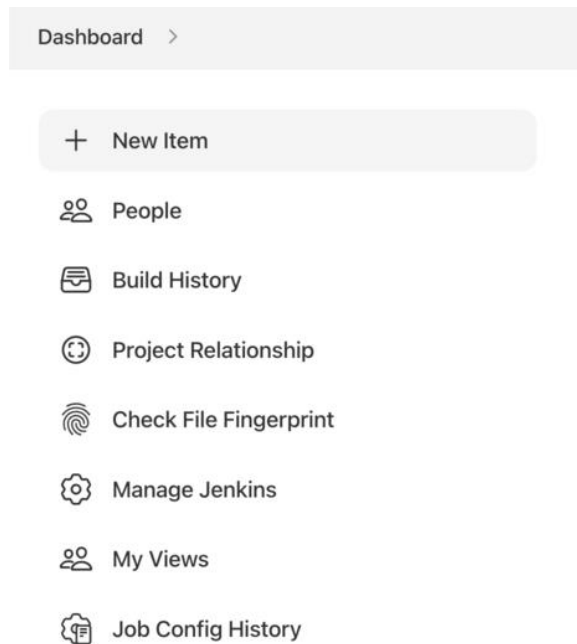 Dashboard >
New Item
People
Build History
Project Relationship
Check File Fingerprint
Manage Jenkins
My Views
Job Config History